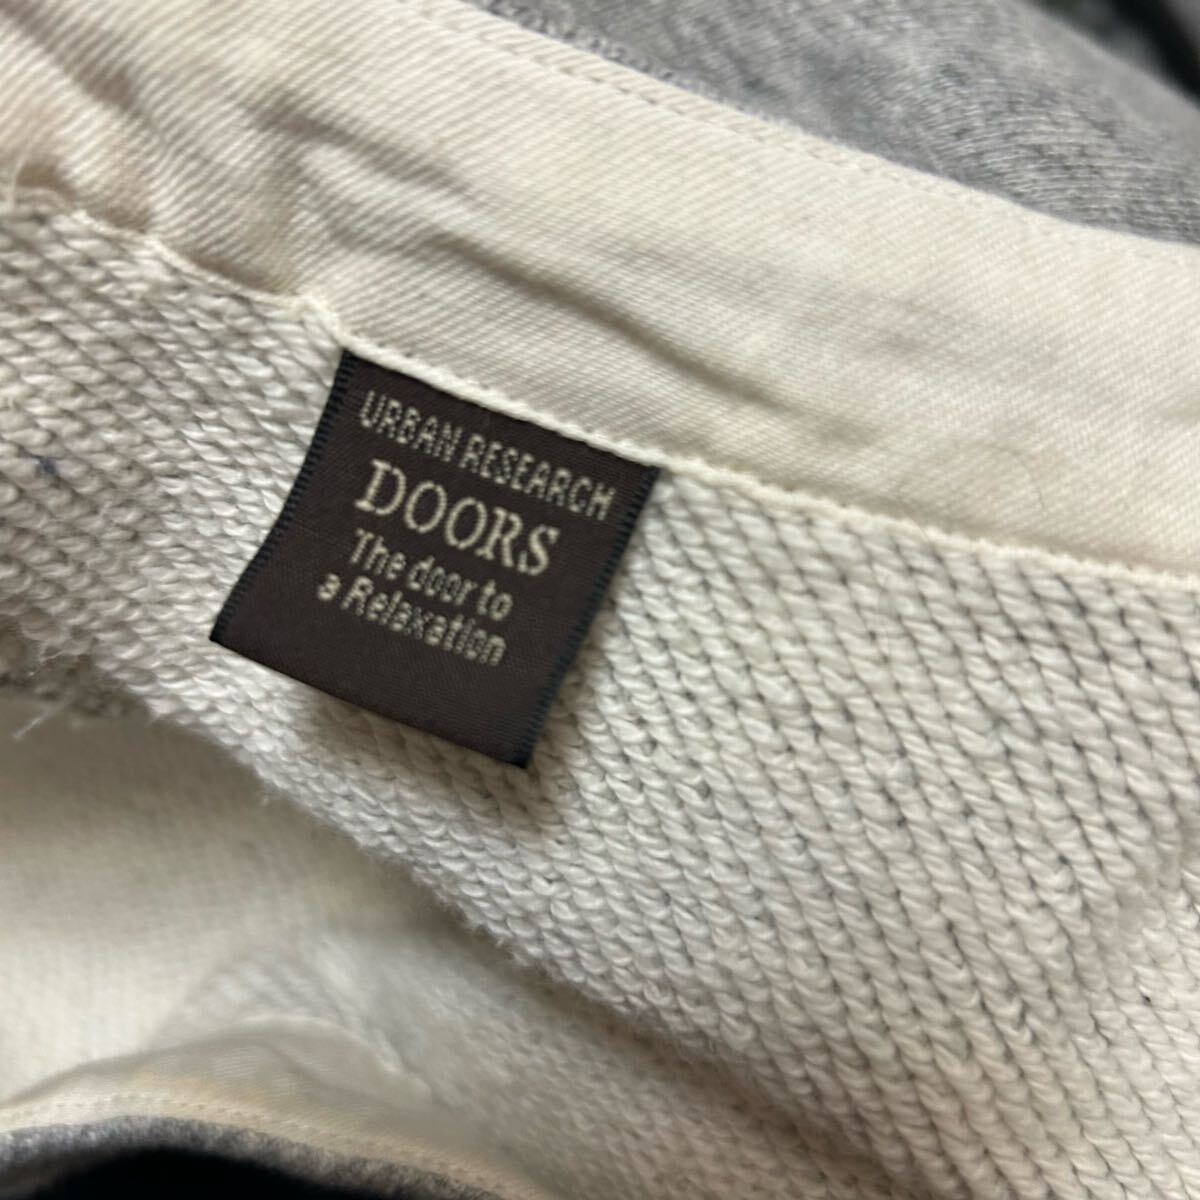 URBAN RESEARCH
DOORS
The door to
a Relaxation